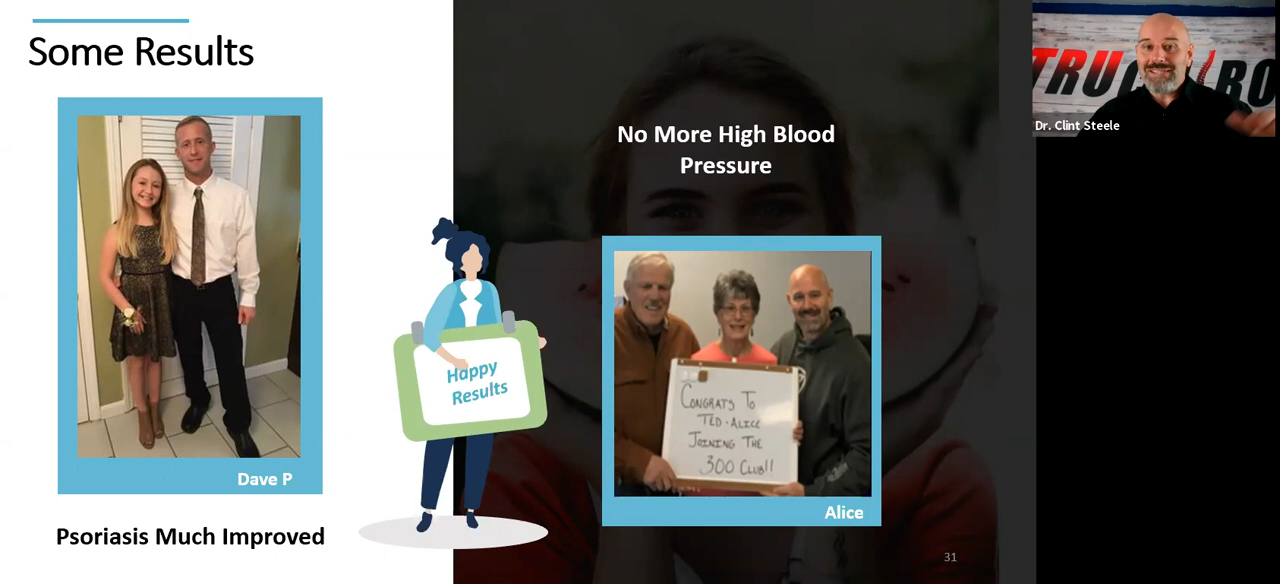 Some Results
Dave P
Psoriasis Much Improved
Happy
Results
No More High Blood
Pressure
CONGRATS TO
TED · ALICE
JOINING THE
300 CLUB!!
Alice
31
Dr. Clint Steele